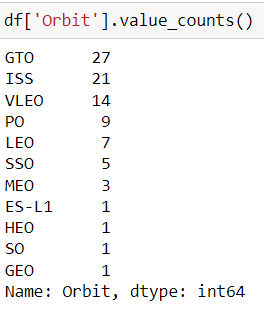 df['Orbit'].value_counts()
GTO 27
ISS 21
VLEO 14
PO 9
LEO 7
SSO 5
MEO 3
ES-L1 1
HEO 1
SO 1
GEO 1
Name: Orbit, dtype: int64